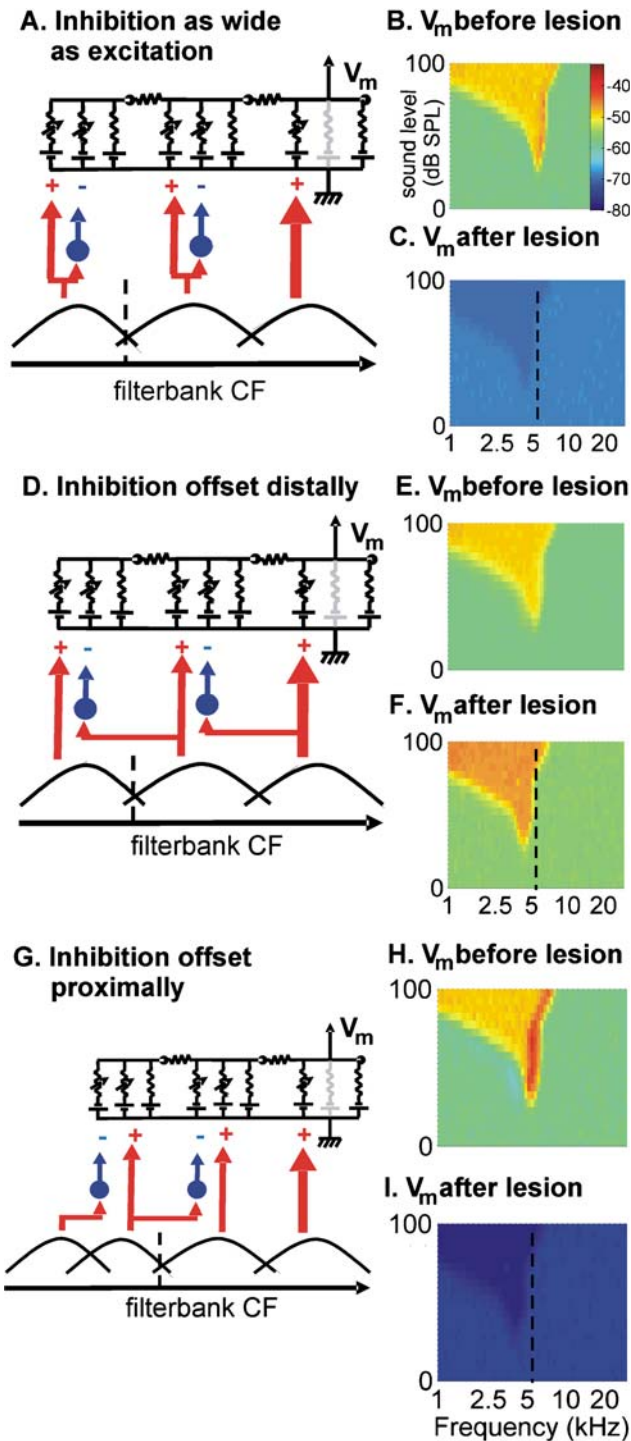 A. Inhibition as wide as excitation
Vm
+ - + - +
filterbank CF
B. Vm before lesion
100
sound level (dB SPL)
0
-40
-50
-60
-70
-80
C. Vm after lesion
100
0
1 2.5 5 10 20
D. Inhibition offset distally
Vm
+ - + - +
filterbank CF
E. Vm before lesion
100
0
F. Vm after lesion
100
0
1 2.5 5 10 20
G. Inhibition offset proximally
Vm
- + - + +
filterbank CF
H. Vm before lesion
100
0
I. Vm after lesion
100
0
1 2.5 5 10 20
Frequency (kHz)